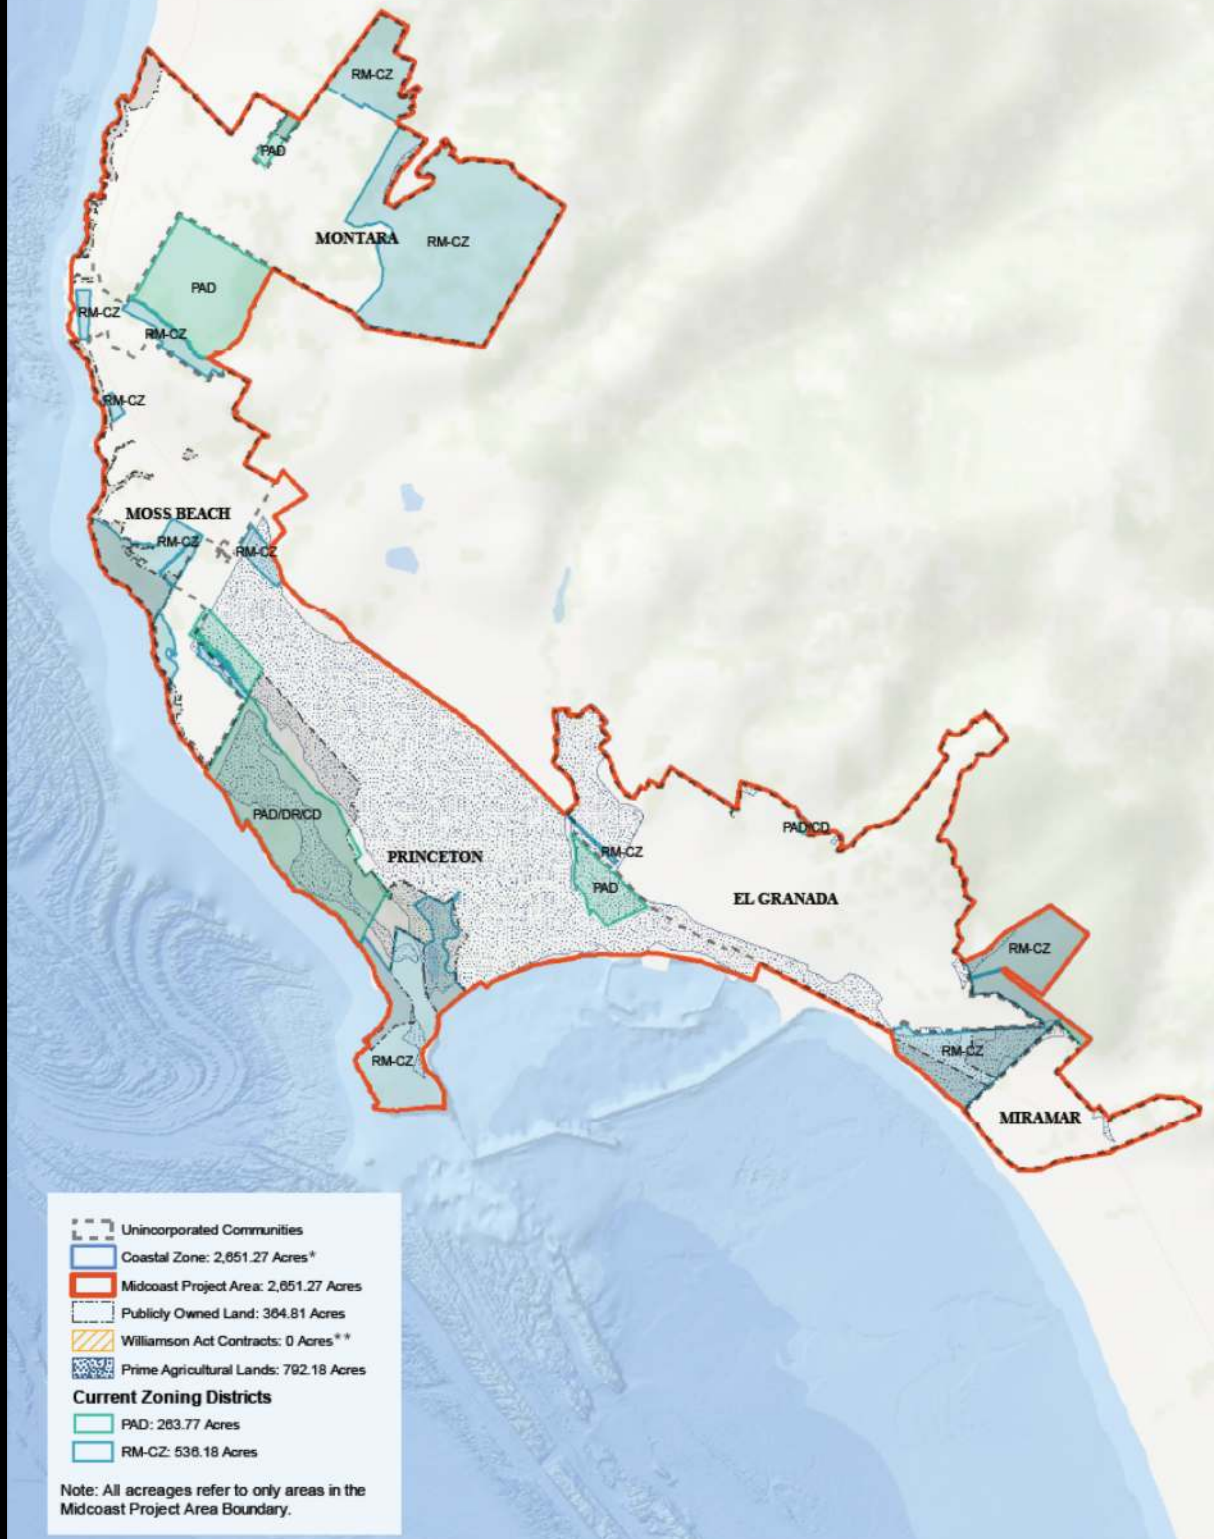 RM-CZ
PAD
MONTARA
RM-CZ
PAD
RM-CZ
RM-CZ
RM-CZ
MOSS BEACH
RM-CZ
RM-CZ
PAD/DR/CD
PAD/CD
RM-CZ
PRINCETON
PAD
EL GRANADA
RM-CZ
RM-CZ
RM-CZ
MIRAMAR
Unincorporated Communities
Coastal Zone: 2,651.27 Acres*
Midcoast Project Area: 2,651.27 Acres
Publicly Owned Land: 364.81 Acres
Williamson Act Contracts: 0 Acres**
Prime Agricultural Lands: 792.18 Acres
Current Zoning Districts
PAD: 263.77 Acres
RM-CZ: 536.18 Acres
Note: All acreages refer to only areas in the
Midcoast Project Area Boundary.